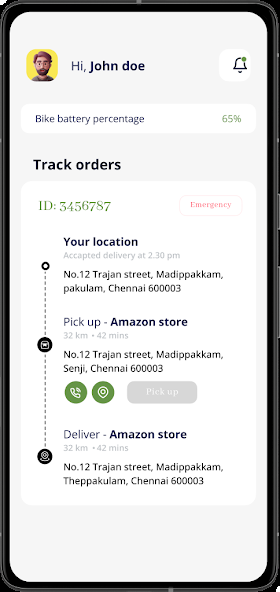 Hi, John doe
Bike battery percentage 65%
Track orders
ID: 3456787 Emergency
Your location
Accapted delivery at 2.30 pm
No.12 Trajan street, Madippakkam,
pakulam, Chennai 600003
Pick up - Amazon store
32 km • 42 mins
No.12 Trajan street, Madippakkam,
Senji, Chennai 600003
Pick up
Deliver - Amazon store
32 km • 42 mins
No.12 Trajan street, Madippakkam,
Theppakulam, Chennai 600003